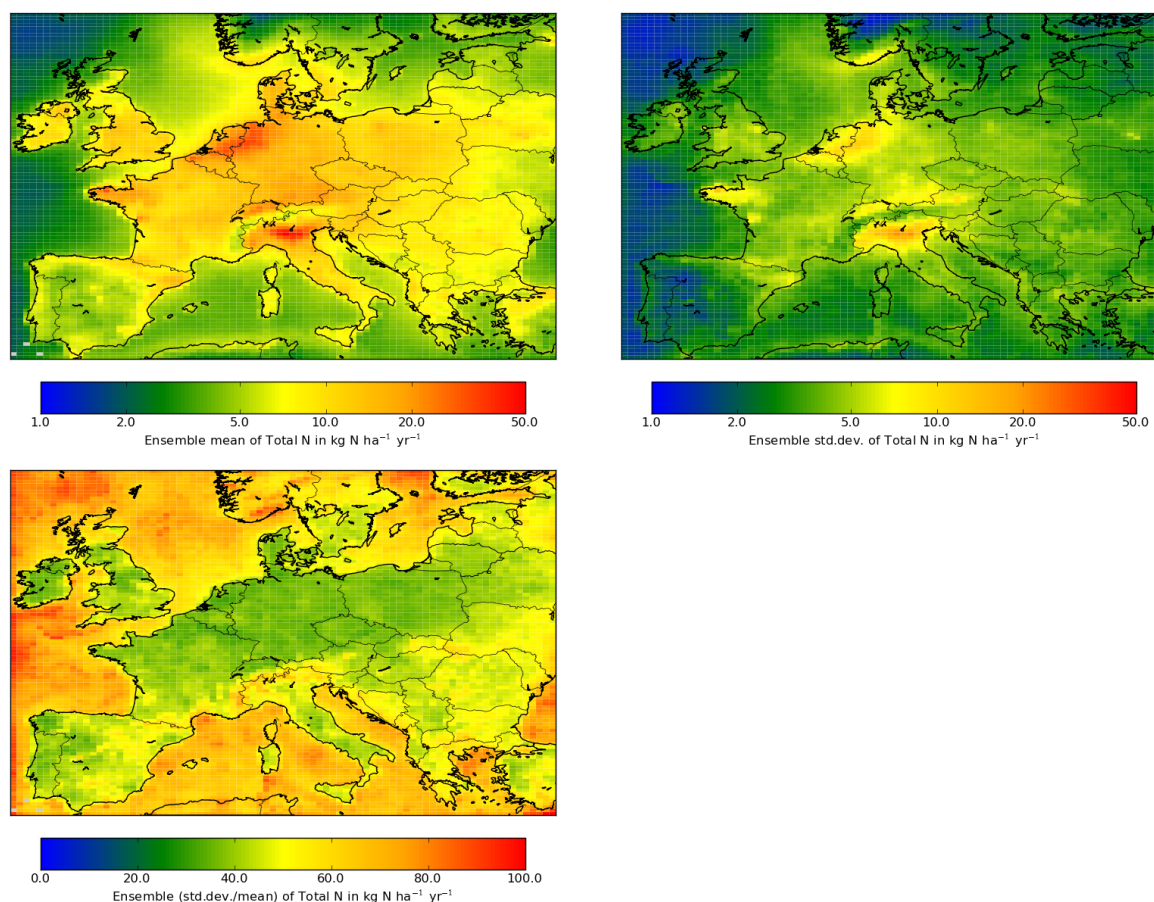 1.0 2.0 5.0 10.0 20.0 50.0
Ensemble mean of Total N in kg N ha⁻¹ yr⁻¹
1.0 2.0 5.0 10.0 20.0 50.0
Ensemble std.dev. of Total N in kg N ha⁻¹ yr⁻¹
0.0 20.0 40.0 60.0 80.0 100.0
Ensemble (std.dev./mean) of Total N in kg N ha⁻¹ yr⁻¹